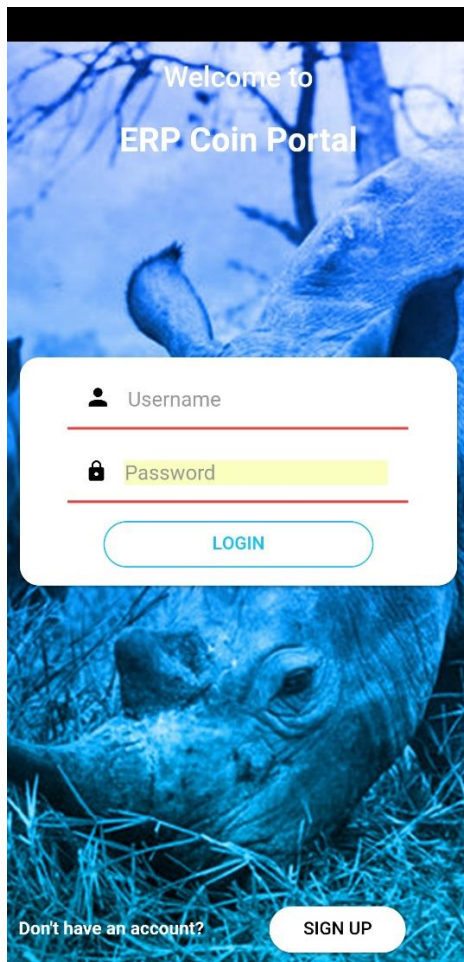 Welcome to
ERP Coin Portal
Username
Password
LOGIN
Don't have an account?
SIGN UP